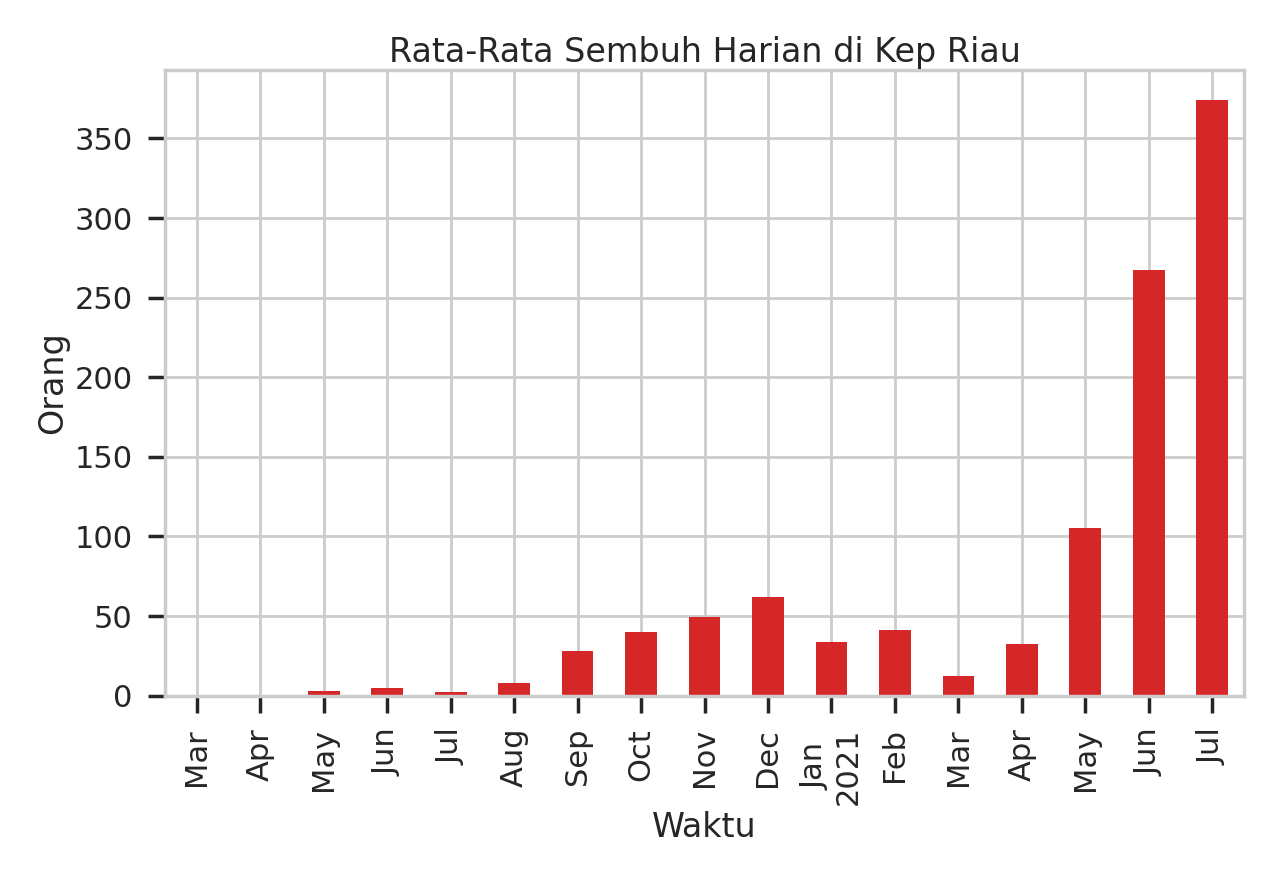 Rata-Rata Sembuh Harian di Kep Riau
Orang
350
300
250
200
150
100
50
0
Mar
Apr
May
Jun
Jul
Aug
Sep
Oct
Nov
Dec
Jan
2021
Feb
Mar
Apr
May
Jun
Jul
Waktu